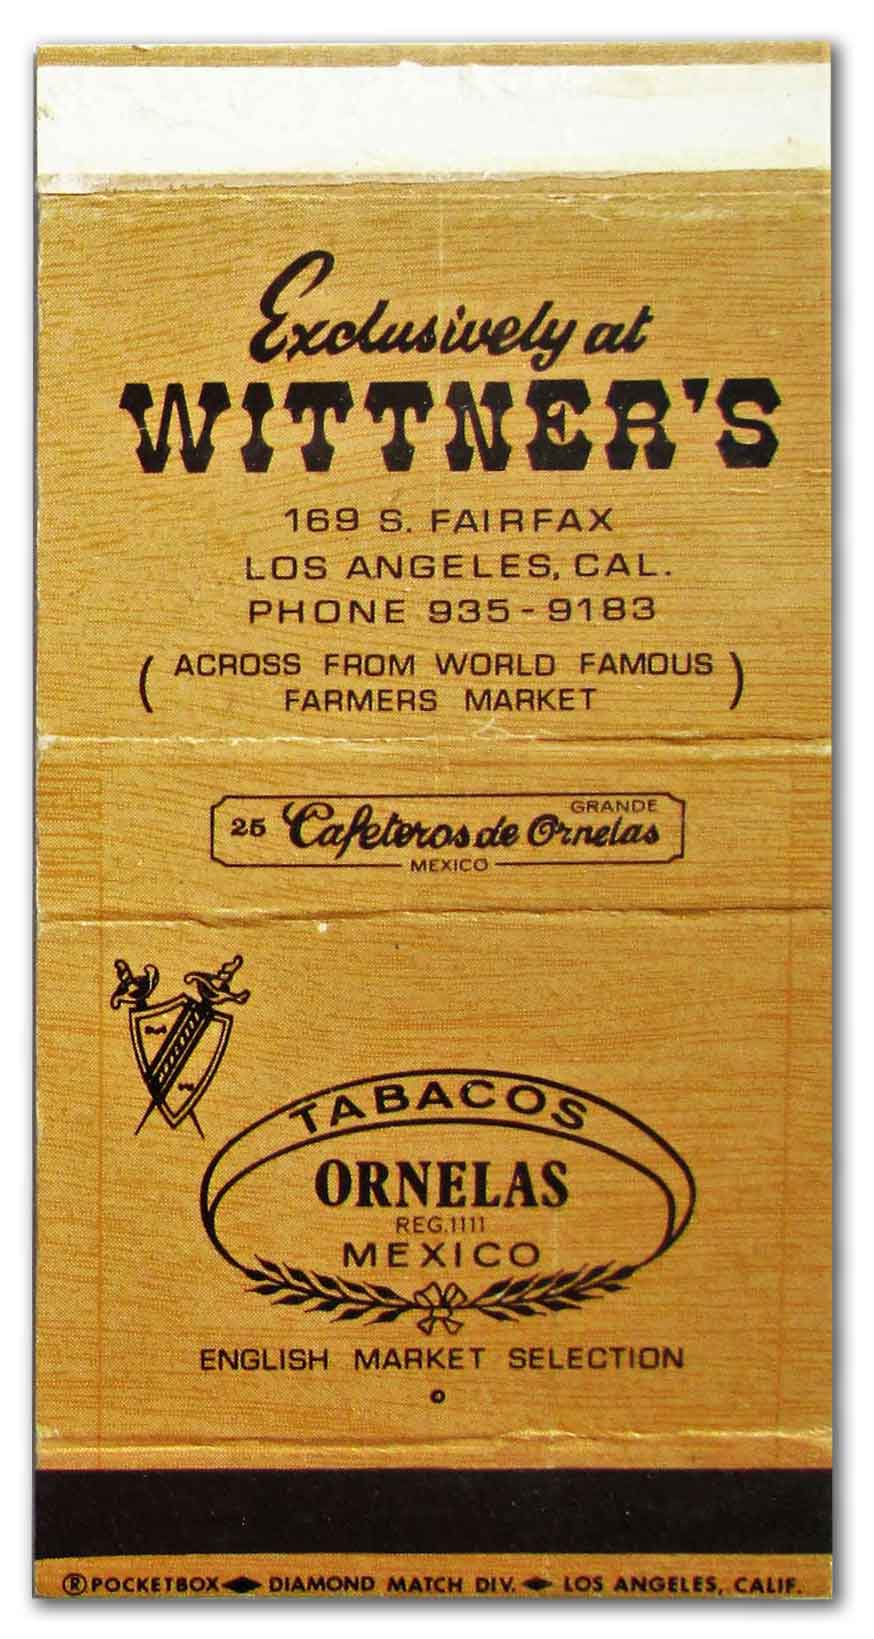 Exclusively at
WITTNER'S
169 S. FAIRFAX
LOS ANGELES, CAL.
PHONE 935-9183
( ACROSS FROM WORLD FAMOUS
FARMERS MARKET )
GRANDE
25 Cafeteros de Ornelas
MEXICO
TABACOS
ORNELAS
REG.1111
MEXICO
ENGLISH MARKET SELECTION
® POCKETBOX ◆ DIAMOND MATCH DIV. ◆ LOS ANGELES, CALIF.